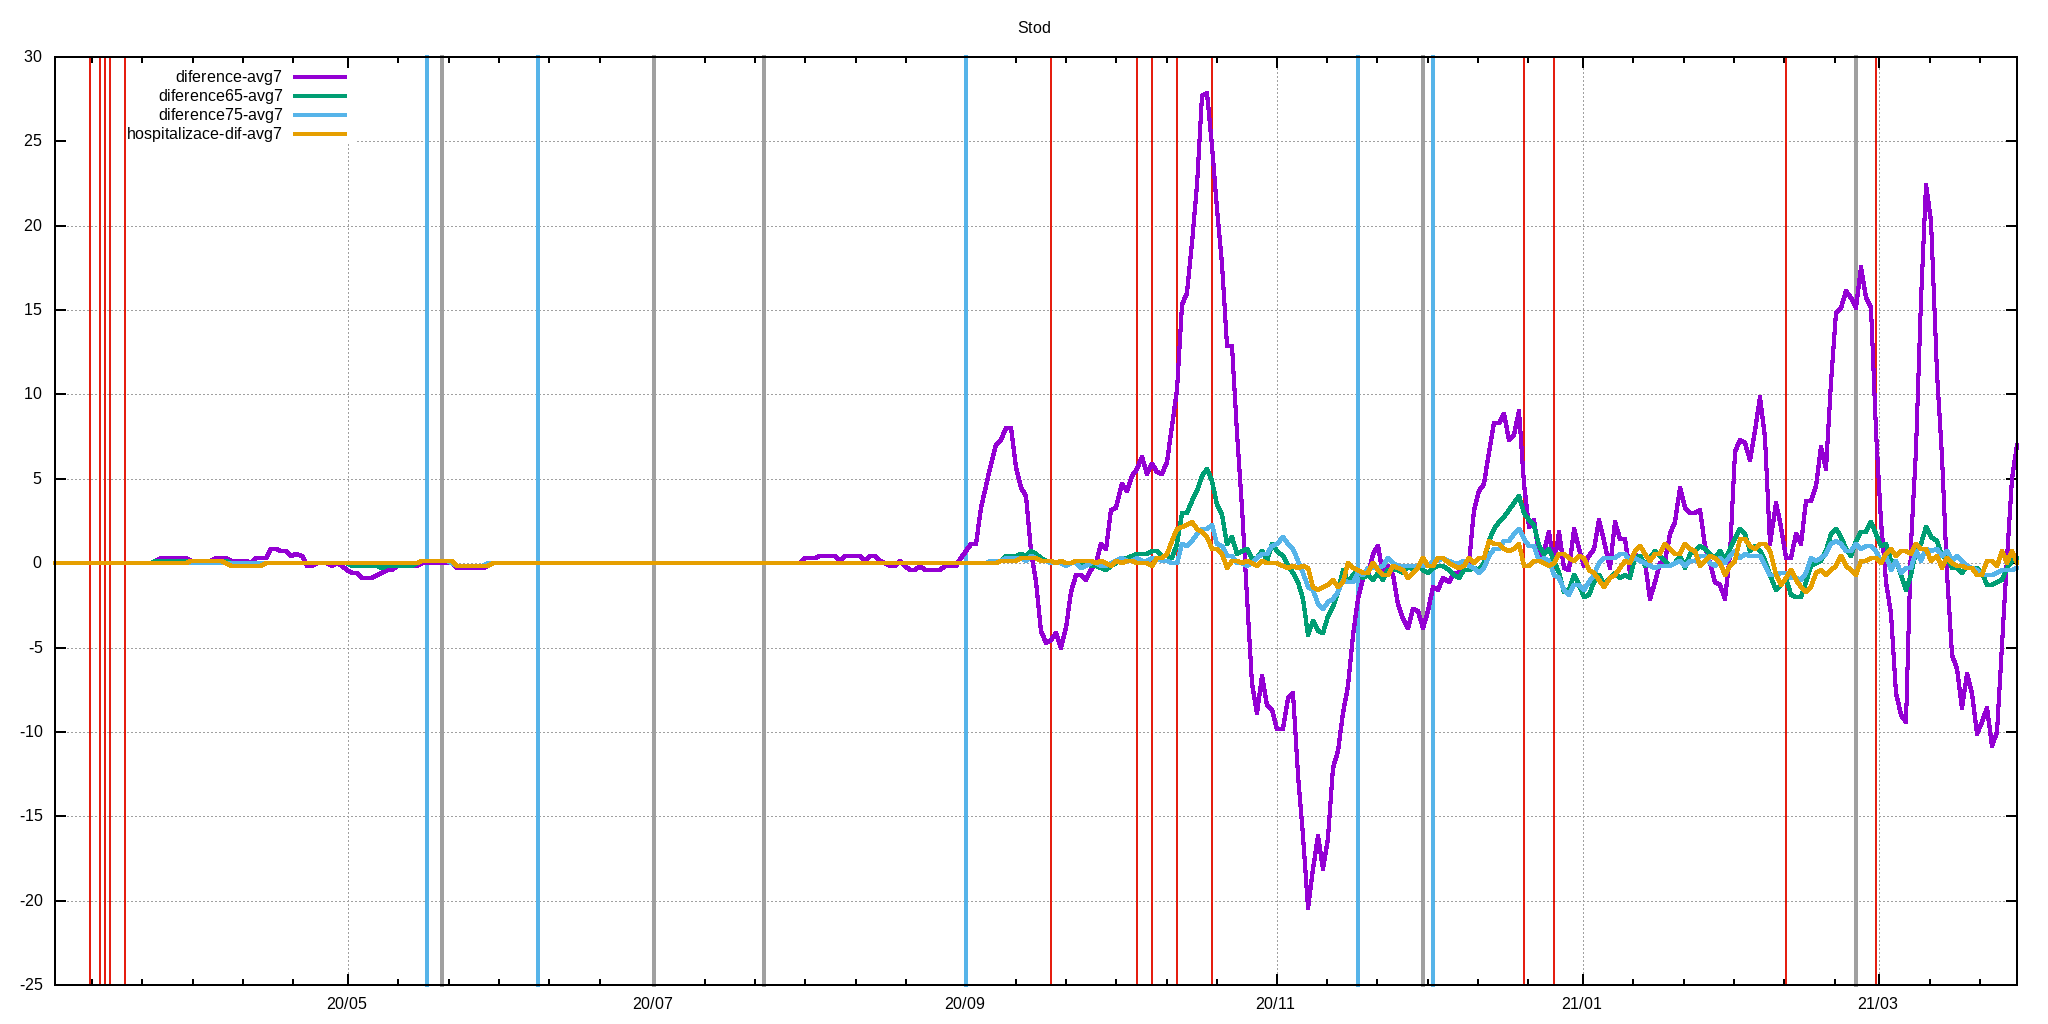 Stod
diference-avg7
diference65-avg7
diference75-avg7
hospitalizace-dif-avg7
30
25
20
15
10
5
0
-5
-10
-15
-20
-25
20/05 20/07 20/09 20/11 21/01 21/03